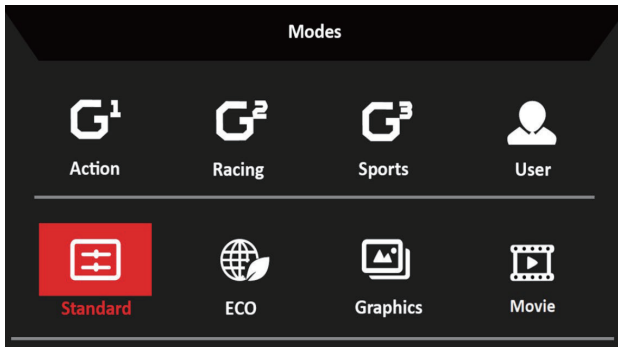 Modes
G¹ G² G³
Action Racing Sports User
Standard ECO Graphics Movie